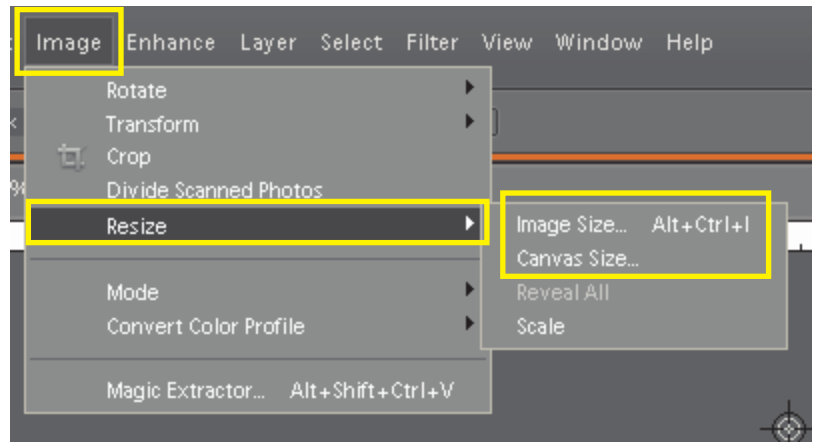 Image Enhance Layer Select Filter View Window Help
Rotate
Transform
Crop
Divide Scanned Photos
Resize
Image Size... Alt+Ctrl+I
Canvas Size...
Reveal All
Scale
Mode
Convert Color Profile
Magic Extractor... Alt+Shift+Ctrl+V